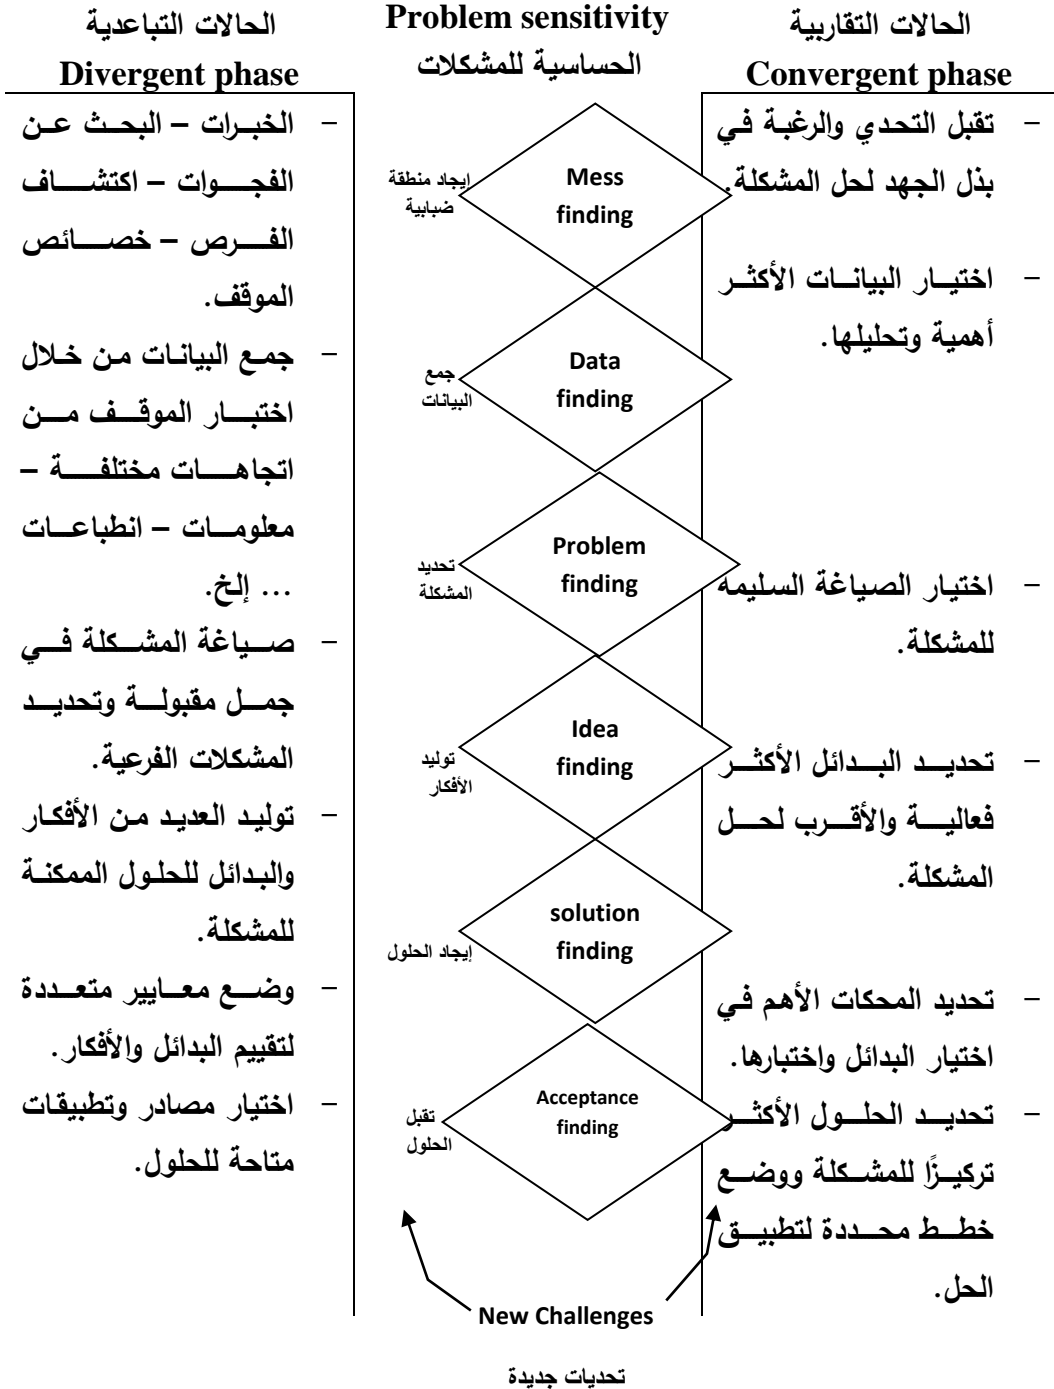 الحالات التقاربية
Convergent phase
Problem sensitivity
الحساسية للمشكلات
الحالات التباعدية
Divergent phase
– تقبل التحدي والرغبة في
بذل الجهد لحل المشكلة.
– اختيار البيانات الأكثر
أهمية وتحليلها.
– اختيار الصياغة السليمة
للمشكلة.
– تحديد البدائل الأكثر
فعالية والأقرب لحل
المشكلة.
– تحديد المحكات الأهم في
اختيار البدائل واختبارها.
– تحديد الحلول الأكثر
تركيزًا للمشكلة ووضع
خطط محددة لتطبيق
الحل.
Mess
finding
إيجاد منطقة
ضبابية
Data
finding
جمع
البيانات
Problem
finding
تحديد
المشكلة
Idea
finding
توليد
الأفكار
solution
finding
إيجاد الحلول
Acceptance
finding
تقبل
الحلول
New Challenges
تحديات جديدة
– الخبرات – البحث عن
الفجوات – اكتشاف
الفرص – خصائص
الموقف.
– جمع البيانات من خلال
اختبار الموقف من
اتجاهات مختلفة –
معلومات – انطباعات
... إلخ.
– صياغة المشكلة في
جمل مقبولة وتحديد
المشكلات الفرعية.
– توليد العديد من الأفكار
والبدائل للحلول الممكنة
للمشكلة.
– وضع معايير متعددة
لتقييم البدائل والأفكار.
– اختيار مصادر وتطبيقات
متاحة للحلول.